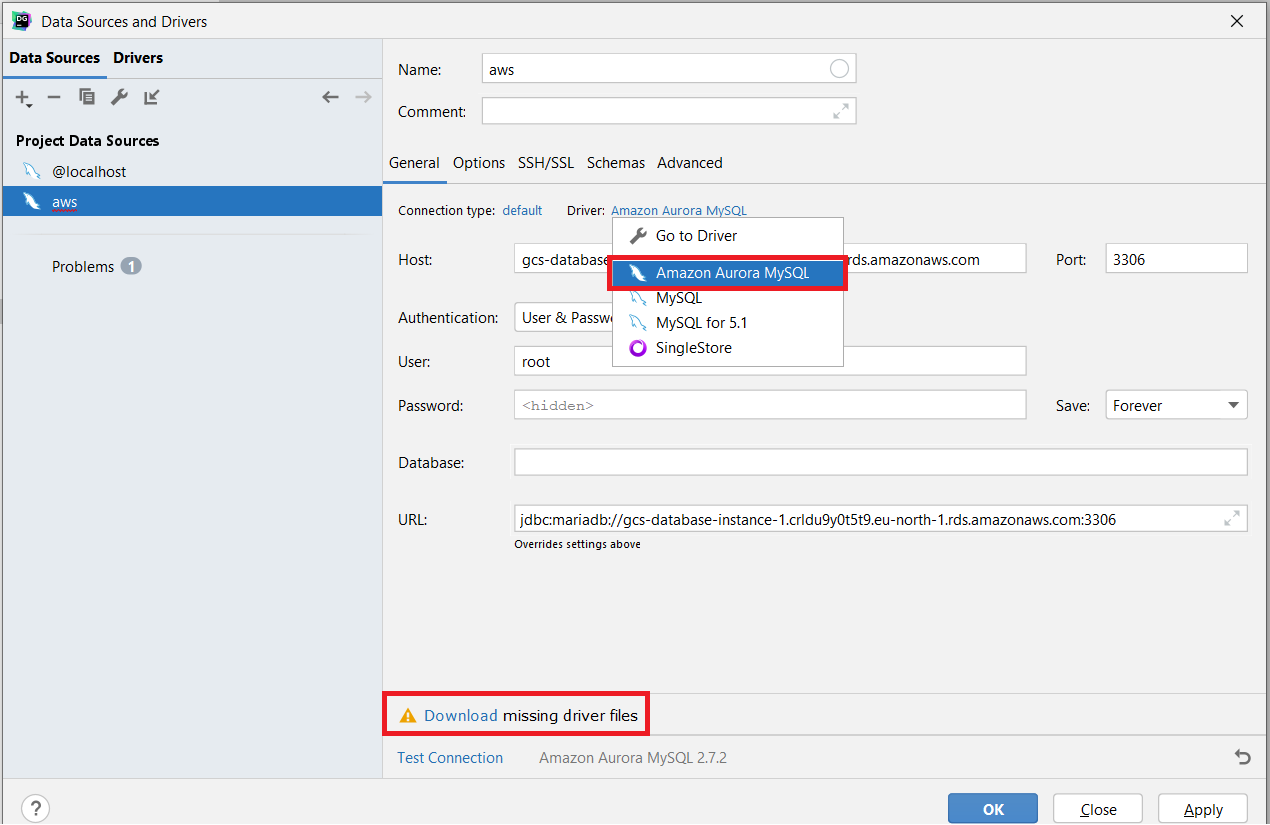 DG
Data Sources and Drivers
Data Sources Drivers
Project Data Sources
@localhost
aws
Problems 1
Name: aws
Comment:
General Options SSH/SSL Schemas Advanced
Connection type: default Driver: Amazon Aurora MySQL
Go to Driver
Amazon Aurora MySQL
MySQL
MySQL for 5.1
SingleStore
Host: gcs-database rds.amazonaws.com Port: 3306
Authentication: User & Passw
User: root
Password: <hidden> Save: Forever
Database:
URL: jdbc:mariadb://gcs-database-instance-1.crldu9y0t5t9.eu-north-1.rds.amazonaws.com:3306
Overrides settings above
Download missing driver files
Test Connection Amazon Aurora MySQL 2.7.2
? OK Close Apply